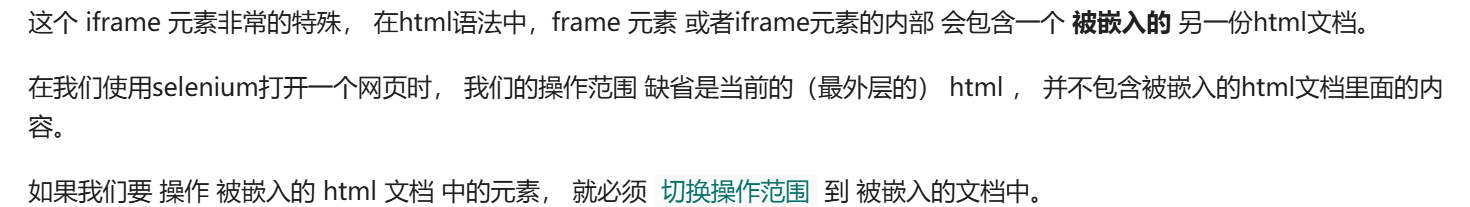 这个 iframe 元素非常的特殊， 在html语法中，frame 元素 或者iframe元素的内部 会包含一个 被嵌入的 另一份html文档。
在我们使用selenium打开一个网页时， 我们的操作范围 缺省是当前的（最外层的） html ， 并不包含被嵌入的html文档里面的内
容。
如果我们要 操作 被嵌入的 html 文档 中的元素， 就必须 切换操作范围 到 被嵌入的文档中。